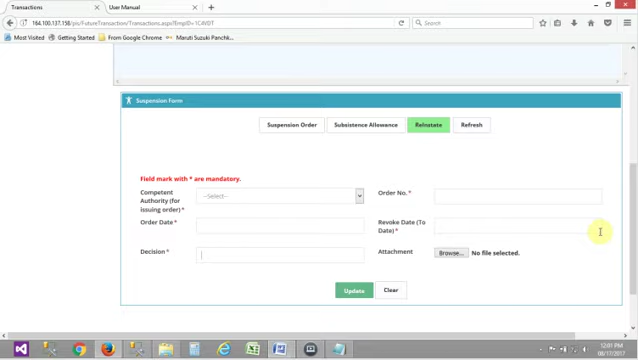 Transactions
User Manual
164.100.137.158/pis/FutureTransaction/Transactions.aspx?EmpID=
Search
Most Visited
Getting Started
From Google Chrome
Maruti Suzuki Panchk...
Suspension Form
Suspension Order
Subsistence Allowance
ReInstate
Refresh
Field mark with * are mandatory.
Competent Authority (for issuing order)*
--Select--
Order No. *
Order Date *
Revoke Date (To Date) *
Decision *
Attachment
Browse... No file selected.
Update
Clear
12:01 PM
08/17/2017